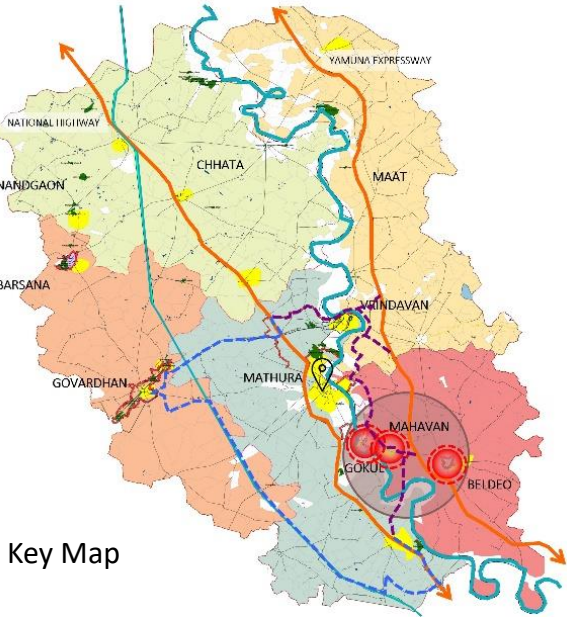 YAMUNA EXPRESSWAY
NATIONAL HIGHWAY
CHHATA
MAAT
NANDGAON
BARSANA
VRINDAVAN
GOVARDHAN
MATHURA
MAHAVAN
GOKUL
BELDEO
Key Map